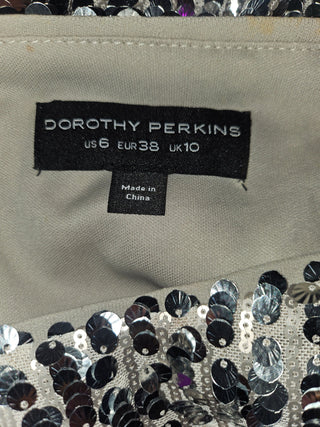 DOROTHY PERKINS
US6 EUR38 UK10
Made in
China